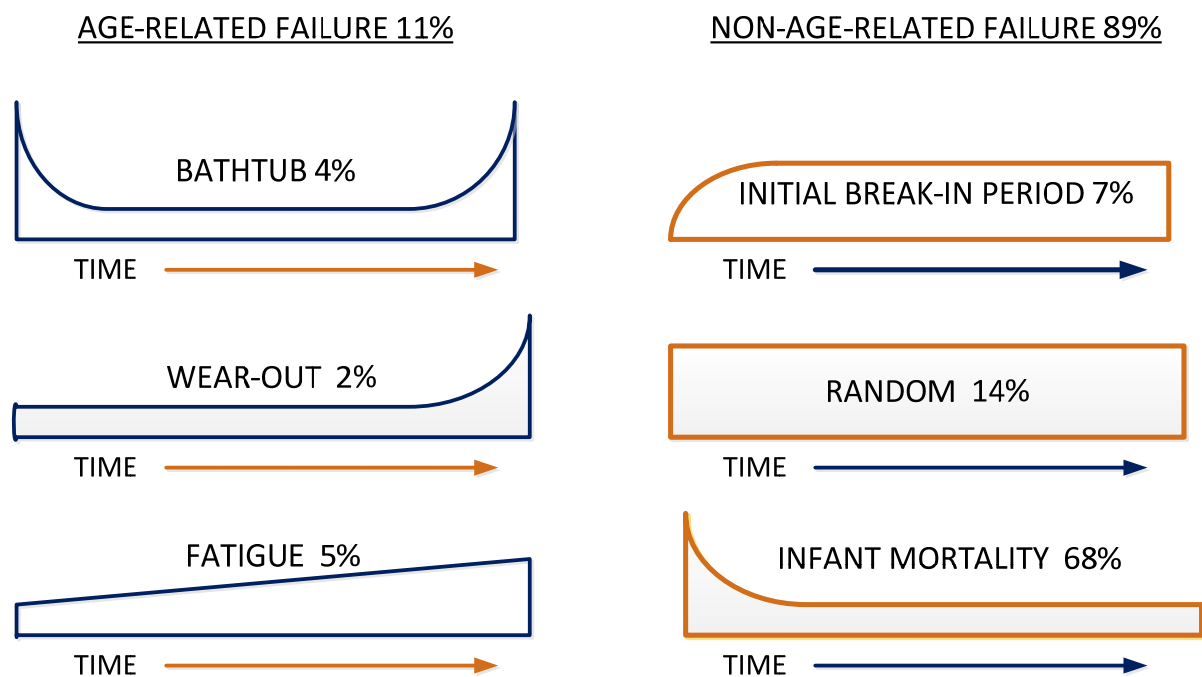 AGE-RELATED FAILURE 11%
BATHTUB 4%
TIME
WEAR-OUT 2%
TIME
FATIGUE 5%
TIME
NON-AGE-RELATED FAILURE 89%
INITIAL BREAK-IN PERIOD 7%
TIME
RANDOM 14%
TIME
INFANT MORTALITY 68%
TIME